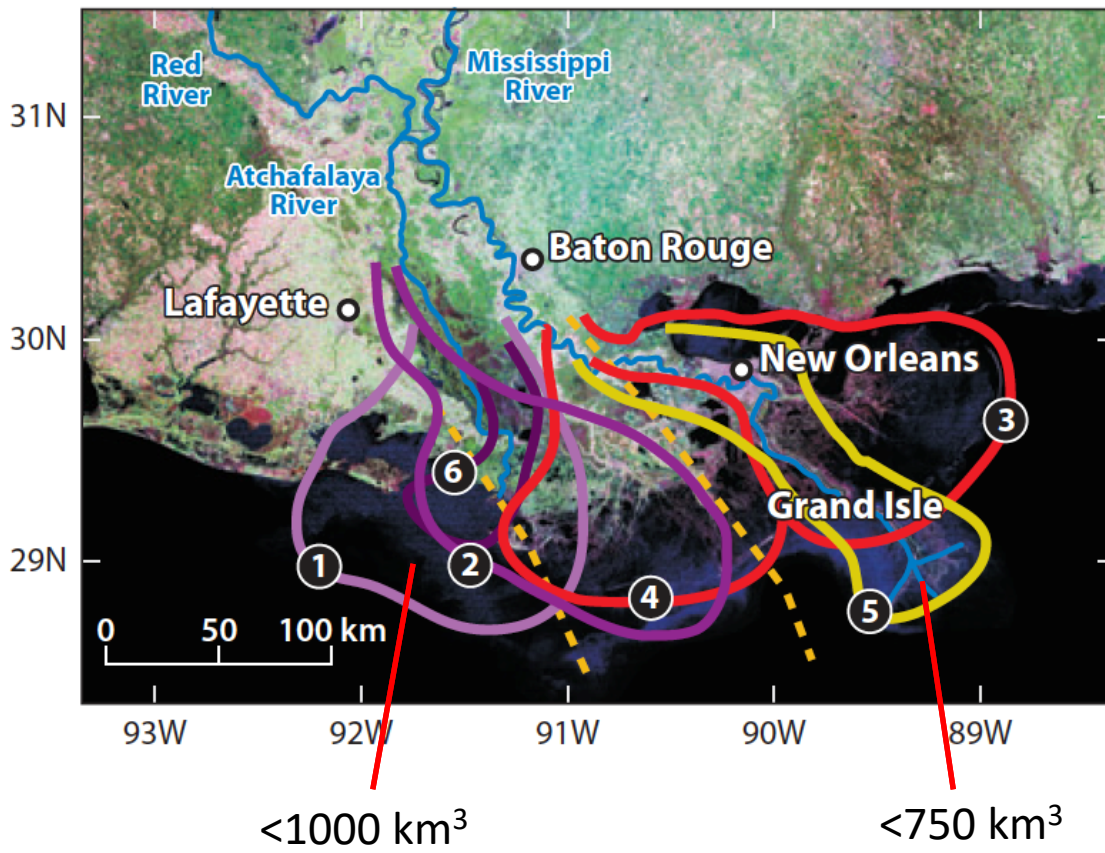 Red
River
Mississippi
River
31N
Atchafalaya
River
Baton Rouge
Lafayette
30N
New Orleans
3
6
Grand Isle
29N
1
2
4
5
0 50 100 km
93W 92W 91W 90W 89W
<1000 km³
<750 km³